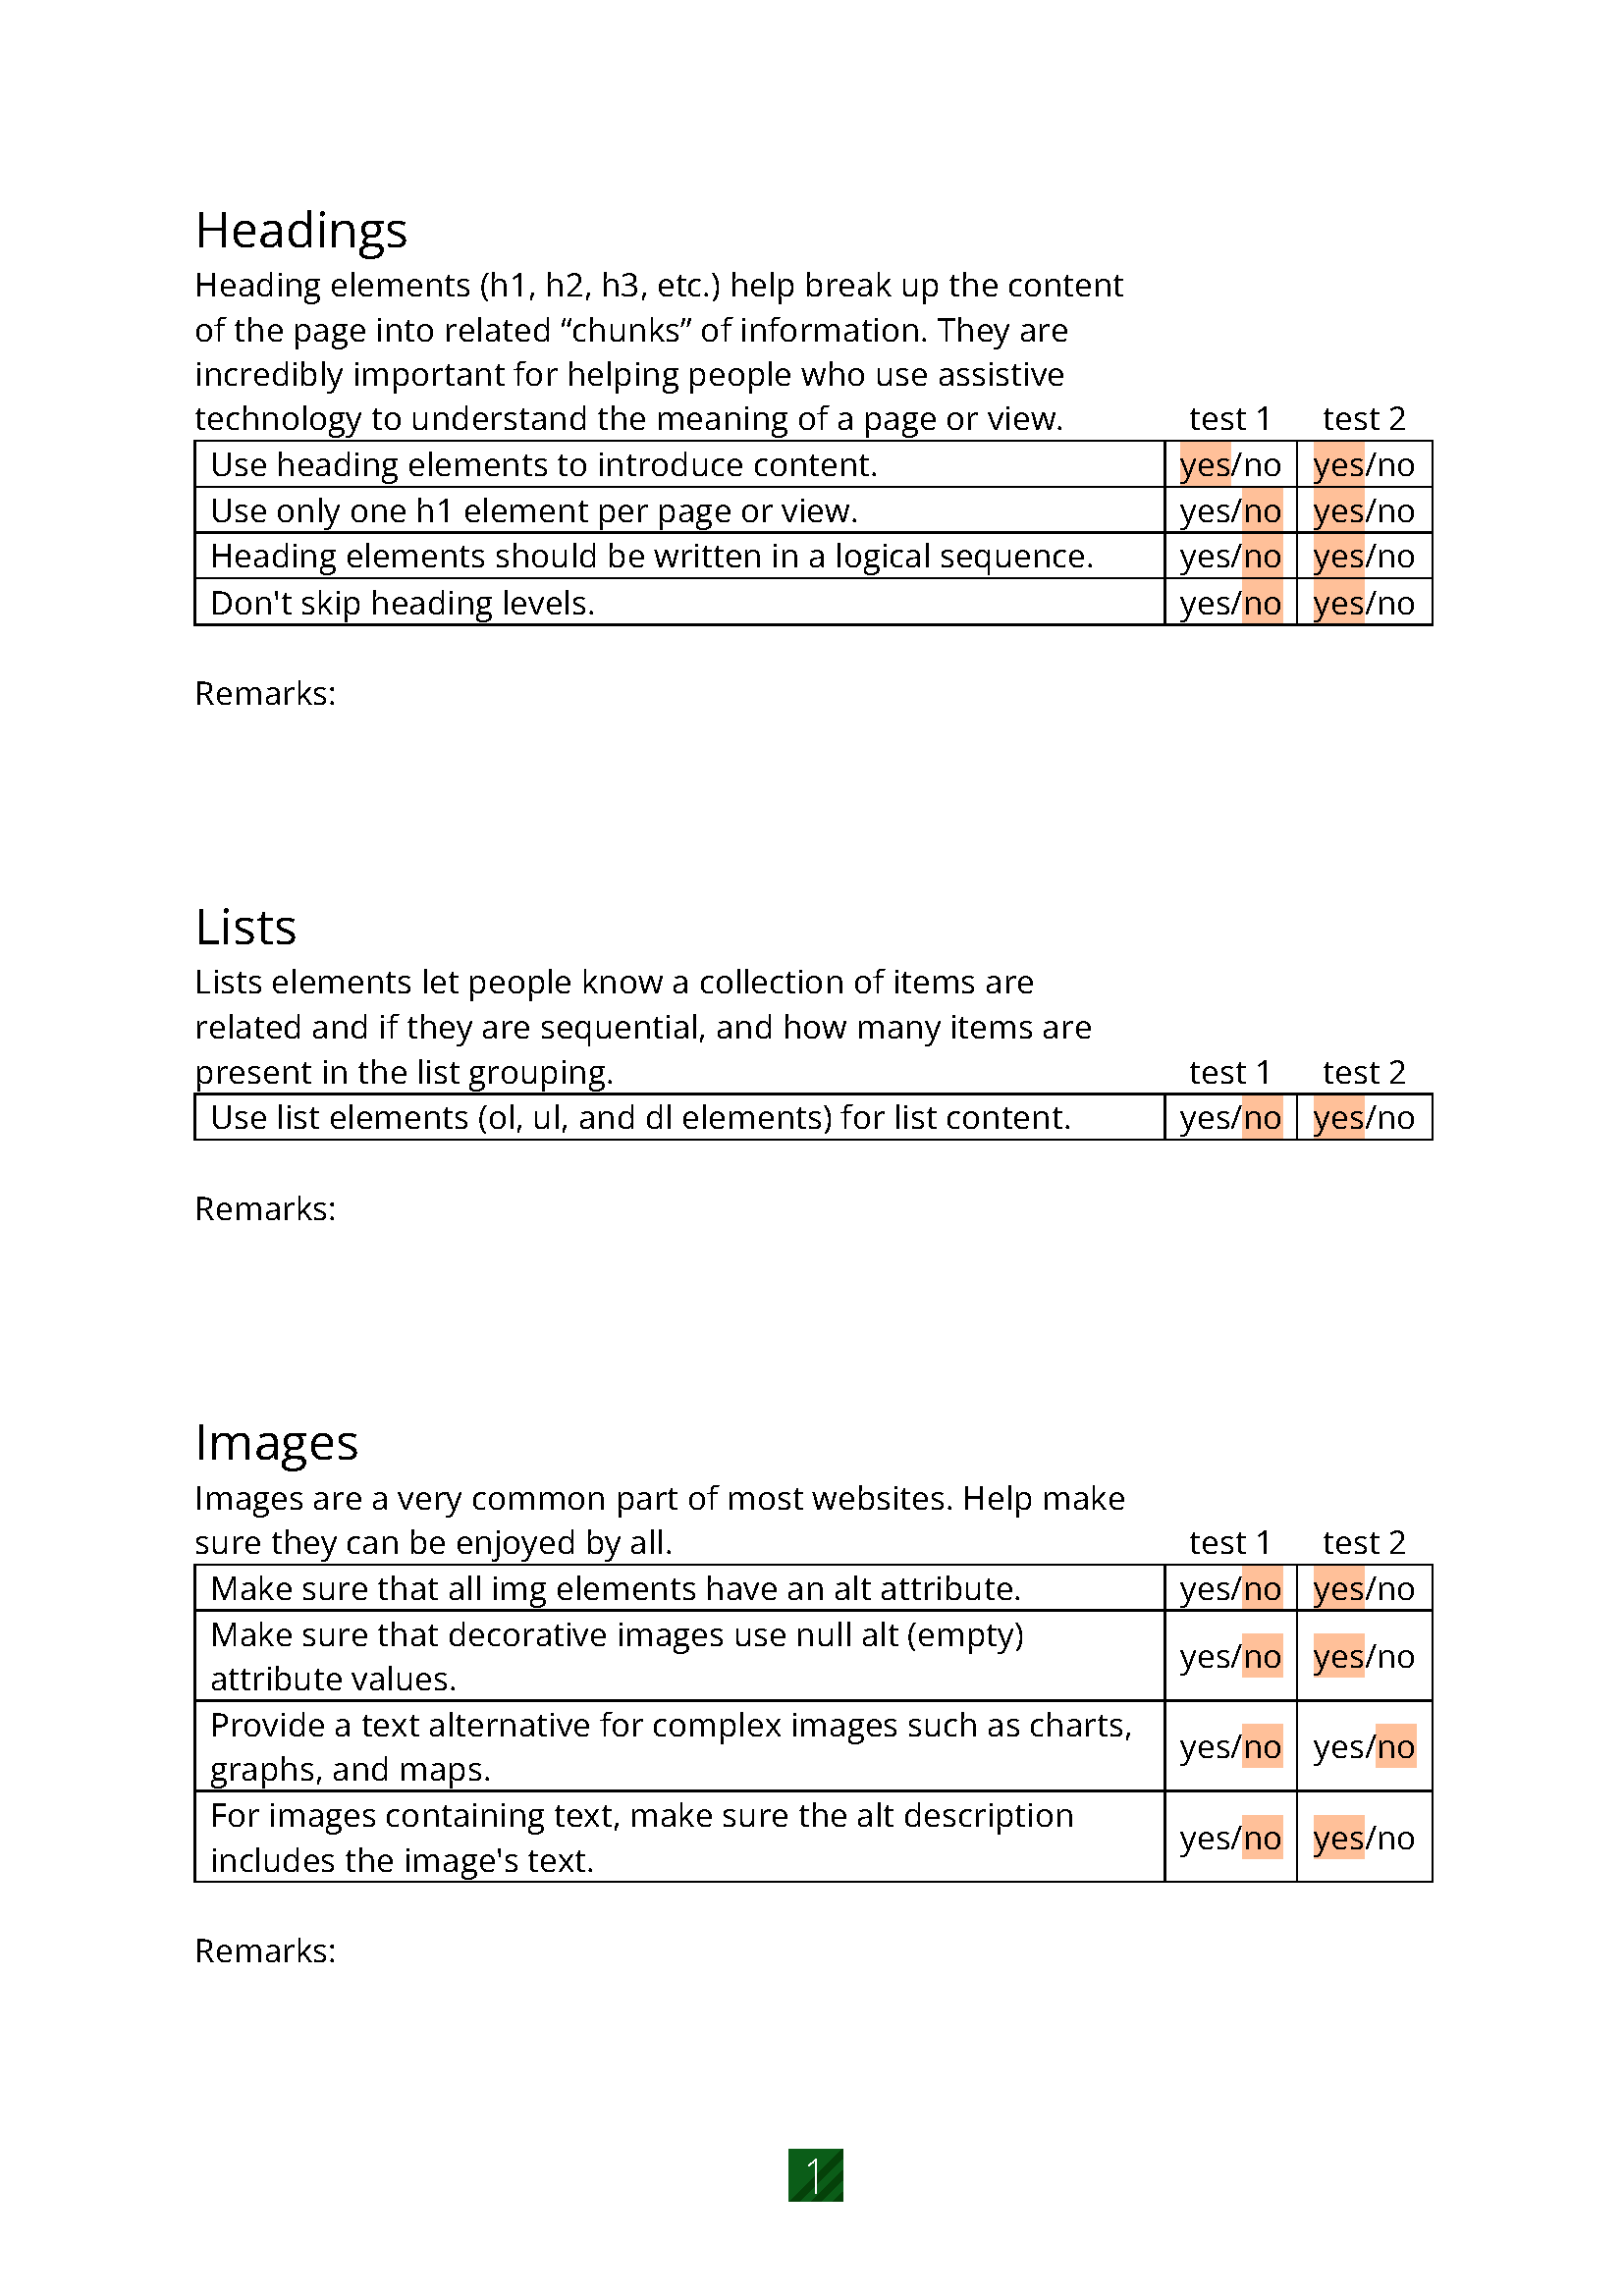 Headings
Heading elements (h1, h2, h3, etc.) help break up the content
of the page into related “chunks” of information. They are
incredibly important for helping people who use assistive
technology to understand the meaning of a page or view. test 1 test 2
Use heading elements to introduce content. yes/no yes/no
Use only one h1 element per page or view. yes/no yes/no
Heading elements should be written in a logical sequence. yes/no yes/no
Don't skip heading levels. yes/no yes/no
Remarks:
Lists
Lists elements let people know a collection of items are
related and if they are sequential, and how many items are
present in the list grouping. test 1 test 2
Use list elements (ol, ul, and dl elements) for list content. yes/no yes/no
Remarks:
Images
Images are a very common part of most websites. Help make
sure they can be enjoyed by all. test 1 test 2
Make sure that all img elements have an alt attribute. yes/no yes/no
Make sure that decorative images use null alt (empty)
attribute values. yes/no yes/no
Provide a text alternative for complex images such as charts,
graphs, and maps. yes/no yes/no
For images containing text, make sure the alt description
includes the image's text. yes/no yes/no
Remarks:
1